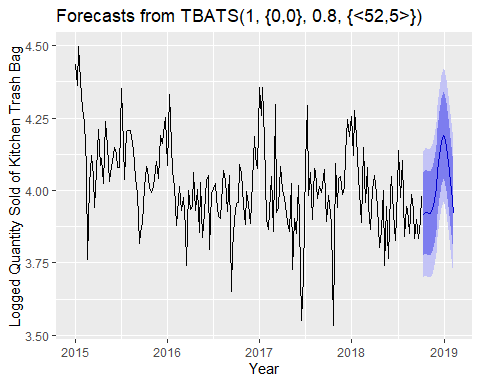 Forecasts from TBATS(1, {0,0}, 0.8, {<52,5>})
Logged Quantity Sold of Kitchen Trash Bag
4.50
4.25
4.00
3.75
3.50
2015 2016 2017 2018 2019
Year